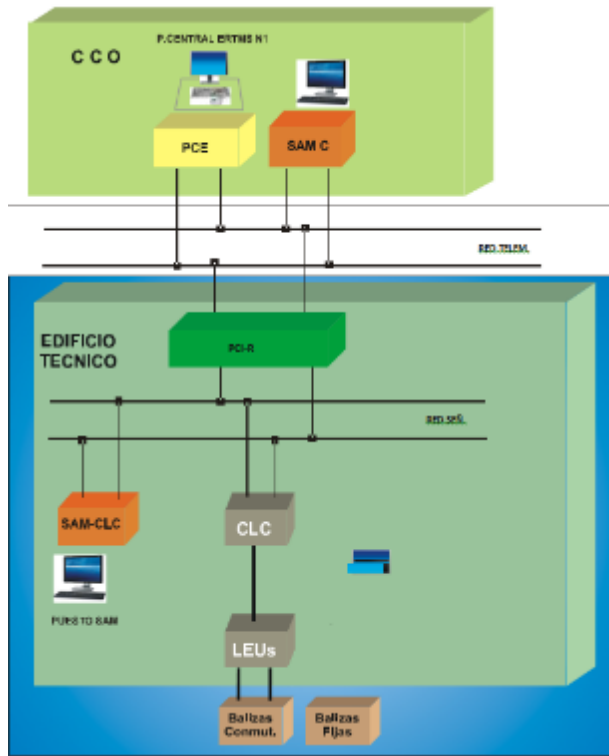 P.CENTRAL ERTMS N1
C C O
PCE
SAM C
RED.TELEM.
EDIFICIO
TECNICO
PCI-R
RED.SEÑ.
SAM-CLC
CLC
PUESTO SAM
LEUs
Balizas
Conmut.
Balizas
Fijas